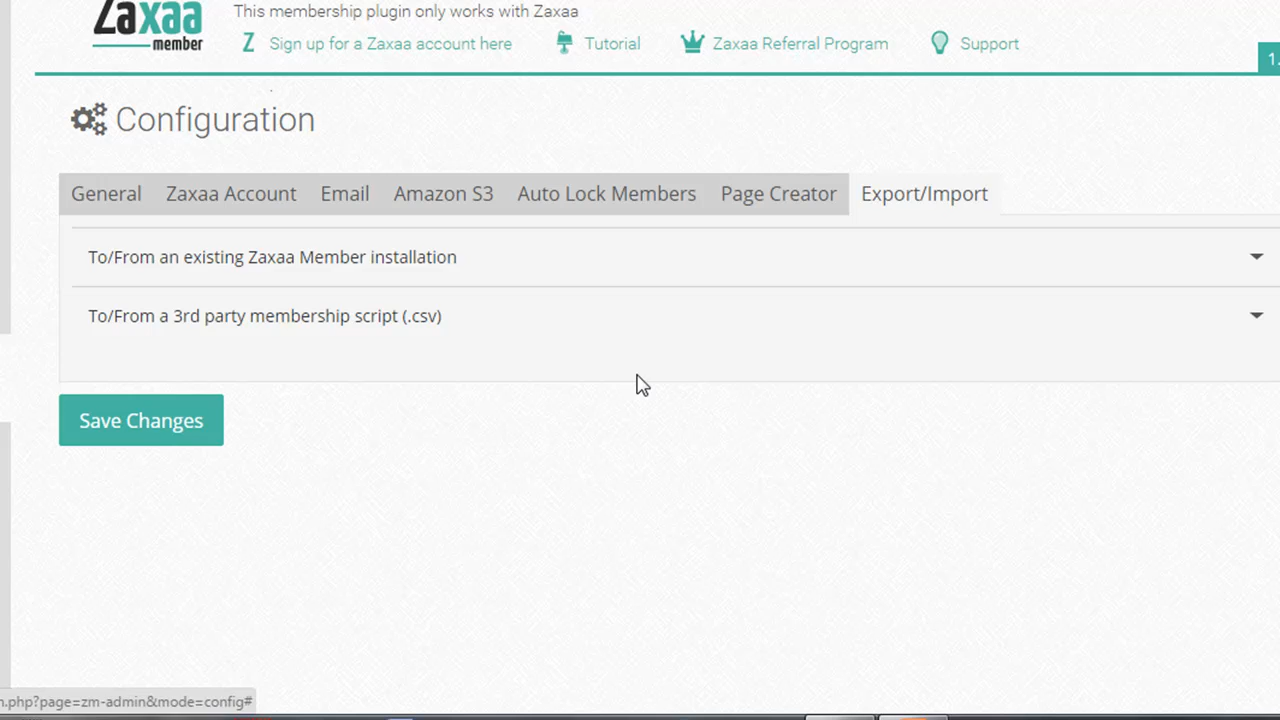 Zaxaa
member
This membership plugin only works with Zaxaa
Z Sign up for a Zaxaa account here Tutorial Zaxaa Referral Program Support
1.
Configuration
General Zaxaa Account Email Amazon S3 Auto Lock Members Page Creator Export/Import
To/From an existing Zaxaa Member installation
To/From a 3rd party membership script (.csv)
Save Changes
n.php?page=zm-admin&mode=config#